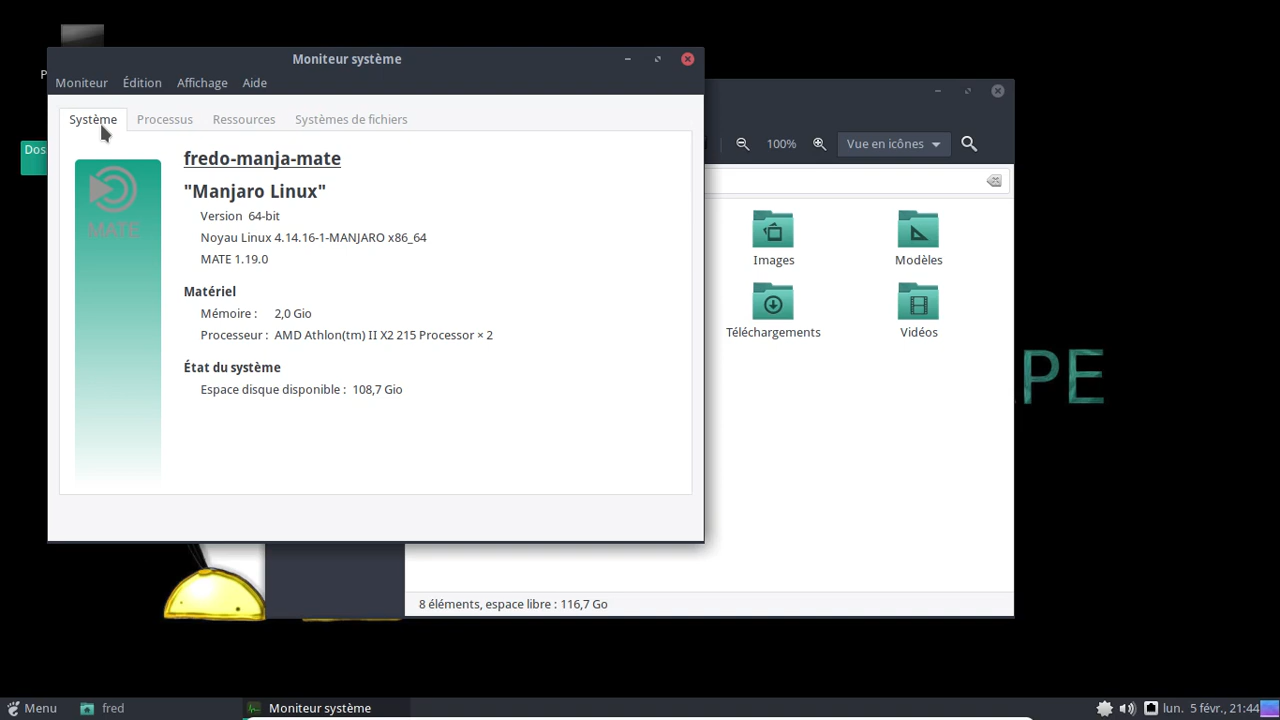 Moniteur système
Moniteur Édition Affichage Aide
Système Processus Ressources Systèmes de fichiers
MATE
fredo-manja-mate
"Manjaro Linux"
Version 64-bit
Noyau Linux 4.14.16-1-MANJARO x86_64
MATE 1.19.0
Matériel
Mémoire : 2,0 Gio
Processeur : AMD Athlon(tm) II X2 215 Processor × 2
État du système
Espace disque disponible : 108,7 Gio
P
Dos
100% Vue en icônes
Images Modèles
Téléchargements Vidéos
PE
8 éléments, espace libre : 116,7 Go
Menu fred Moniteur système lun. 5 févr., 21:44